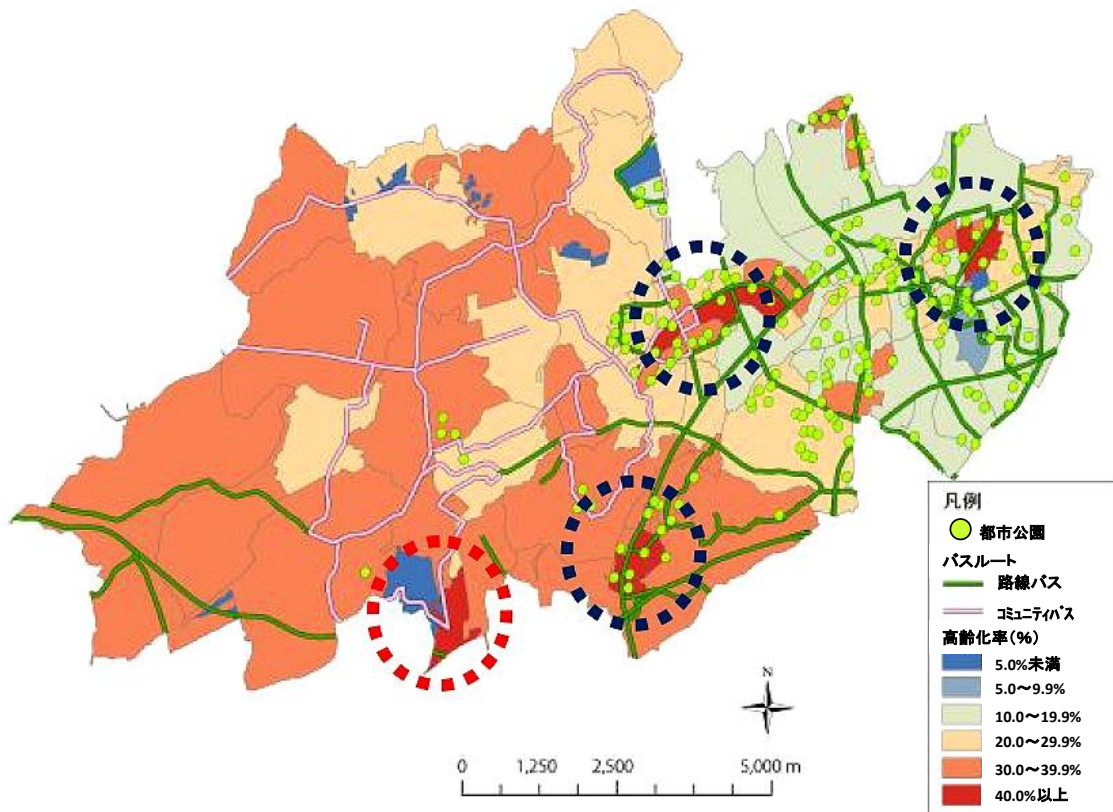 凡例
都市公園
バスルート
路線バス
コミュニティバス
高齢化率(%)
5.0%未満
5.0～9.9%
10.0～19.9%
20.0～29.9%
30.0～39.9%
40.0%以上
N
0 1,250 2,500 5,000 m